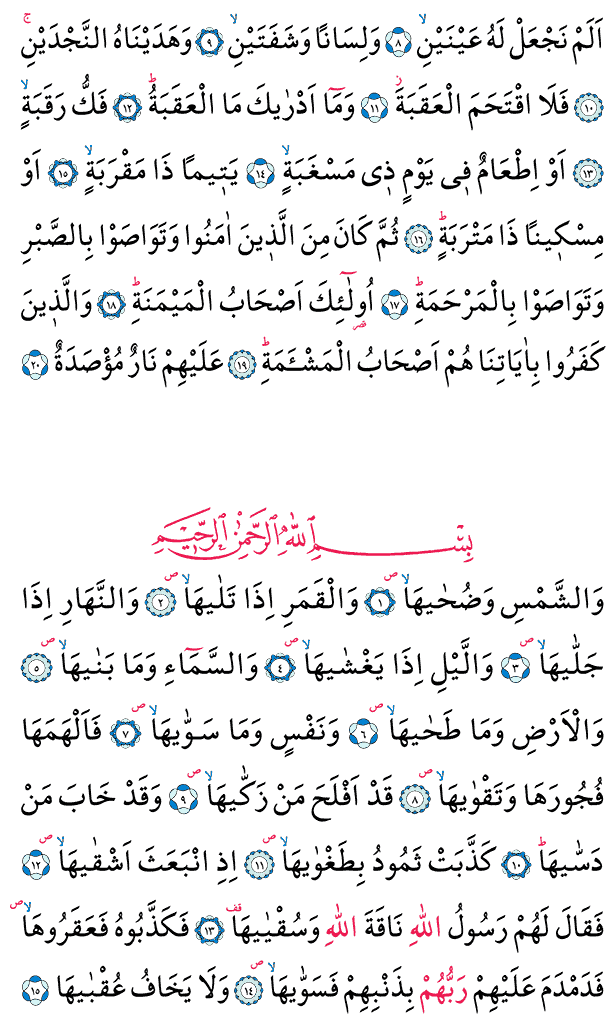 اَلَمْ نَجْعَلْ لَهُ عَيْنَيْنِۙ ﴿٨﴾ وَلِسَانًا وَشَفَتَيْنِۙ ﴿٩﴾ وَهَدَيْنَاهُ النَّجْدَيْنِۚ
﴿١٠﴾ فَلَا اقْتَحَمَ الْعَقَبَةَۘ ﴿١١﴾ وَمَٓا اَدْرٰيكَ مَا الْعَقَبَةُۜ ﴿١٢﴾ فَكُّ رَقَبَةٍۙ
﴿١٣﴾ اَوْ اِطْعَامٌ ف۪ي يَوْمٍ ذ۪ي مَسْغَبَةٍۙ ﴿١٤﴾ يَت۪يماً ذَا مَقْرَبَةٍۙ ﴿١٥﴾ اَوْ
مِسْك۪يناً ذَا مَتْرَبَةٍۜ ﴿١٦﴾ ثُمَّ كَانَ مِنَ الَّذ۪ينَ اٰمَنُوا وَتَوَاصَوْا بِالصَّبْرِ
وَتَوَاصَوْا بِالْمَرْحَمَةِۜ ﴿١٧﴾ اُو۬لٰٓئِكَ اَصْحَابُ الْمَيْمَنَةِۜ ﴿١٨﴾ وَالَّذ۪ينَ
كَفَرُوا بِاٰيَاتِنَا هُمْ اَصْحَابُ الْمَشْـَٔمَةِۜ ﴿١٩﴾ عَلَيْهِمْ نَارٌ مُؤْصَدَةٌ ﴿٢٠﴾
بِسْمِ اللّٰهِ الرَّحْمٰنِ الرَّح۪يمِ
وَالشَّمْسِ وَضُحٰيهَاۙۖ ﴿١﴾ وَالْقَمَرِ اِذَا تَلٰيهَاۙۖ ﴿٢﴾ وَالنَّهَارِ اِذَا
جَلّٰيهَاۙۖ ﴿٣﴾ وَالَّيْلِ اِذَا يَغْشٰيهَاۙۖ ﴿٤﴾ وَالسَّمَٓاءِ وَمَا بَنٰيهَاۙۖ ﴿٥﴾
وَالْاَرْضِ وَمَا طَحٰيهَاۙۖ ﴿٦﴾ وَنَفْسٍ وَمَا سَوّٰيهَاۙۖ ﴿٧﴾ فَاَلْهَمَهَا
فُجُورَهَا وَتَقْوٰيهَاۙۖ ﴿٨﴾ قَدْ اَفْلَحَ مَنْ زَكّٰيهَاۙۖ ﴿٩﴾ وَقَدْ خَابَ مَنْ
دَسّٰيهَاۜ ﴿١٠﴾ كَذَّبَتْ ثَمُودُ بِطَغْوٰيهَاۙۖ ﴿١١﴾ اِذِ انْبَعَثَ اَشْقٰيهَاۙۖ ﴿١٢﴾
فَقَالَ لَهُمْ رَسُولُ اللّٰهِ نَاقَةَ اللّٰهِ وَسُقْيٰيهَاۗ ﴿١٣﴾ فَكَذَّبُوهُ فَعَقَرُوهَاۙۖ
فَدَمْدَمَ عَلَيْهِمْ رَبُّهُمْ بِذَنْبِهِمْ فَسَوّٰيهَاۙۖ ﴿١٤﴾ وَلَا يَخَافُ عُقْبٰيهَا ﴿١٥﴾